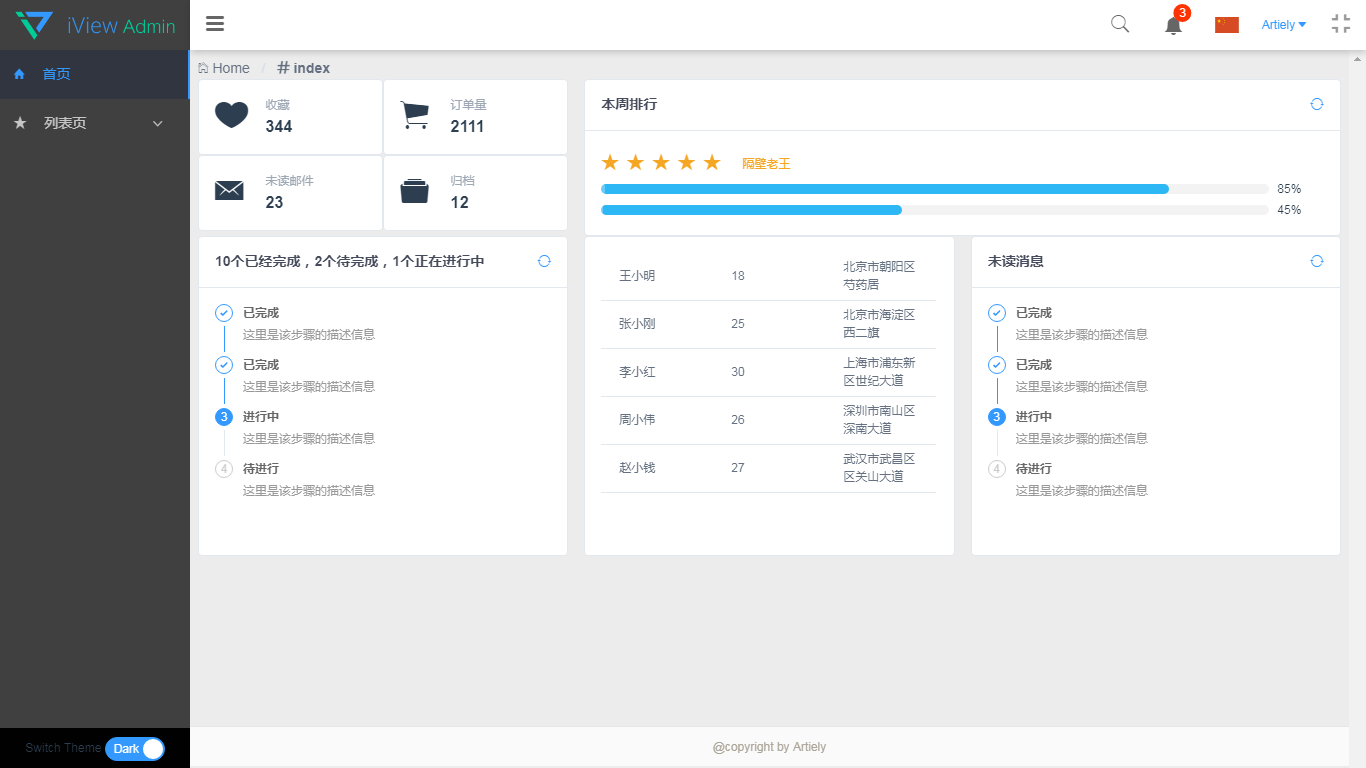 iView Admin
3
Artiely
首页
列表页
Home / # index
收藏
344
订单量
2111
未读邮件
23
归档
12
本周排行
隔壁老王
85%
45%
10个已经完成，2个待完成，1个正在进行中
已完成
这里是该步骤的描述信息
已完成
这里是该步骤的描述信息
3 进行中
这里是该步骤的描述信息
4 待进行
这里是该步骤的描述信息
王小明 18 北京市朝阳区
芍药居
张小刚 25 北京市海淀区
西二旗
李小红 30 上海市浦东新
区世纪大道
周小伟 26 深圳市南山区
深南大道
赵小钱 27 武汉市武昌区
区关山大道
未读消息
已完成
这里是该步骤的描述信息
已完成
这里是该步骤的描述信息
3 进行中
这里是该步骤的描述信息
4 待进行
这里是该步骤的描述信息
Switch Theme Dark
@copyright by Artiely